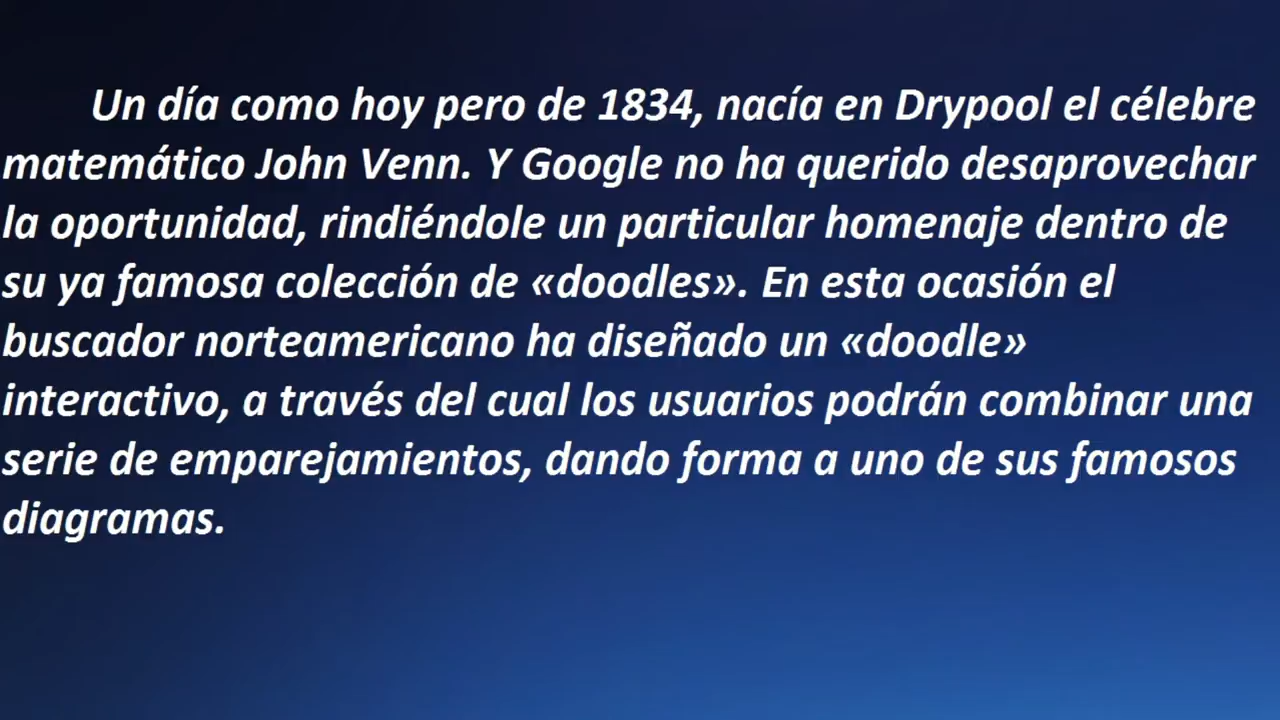 Un día como hoy pero de 1834, nacía en Drypool el célebre
matemático John Venn. Y Google no ha querido desaprovechar
la oportunidad, rindiéndole un particular homenaje dentro de
su ya famosa colección de «doodles». En esta ocasión el
buscador norteamericano ha diseñado un «doodle»
interactivo, a través del cual los usuarios podrán combinar una
serie de emparejamientos, dando forma a uno de sus famosos
diagramas.